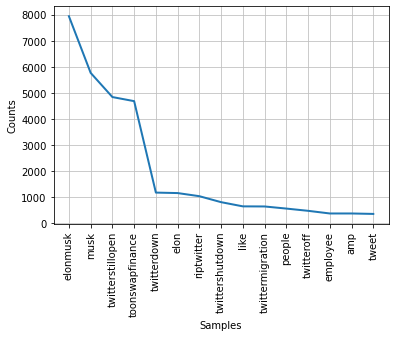 8000
7000
6000
5000
4000
3000
2000
1000
0
Counts
elonmusk
musk
twitterstillopen
toonswapfinance
twitterdown
elon
riptwitter
twittershutdown
like
twittermigration
people
twitteroff
employee
amp
tweet
Samples